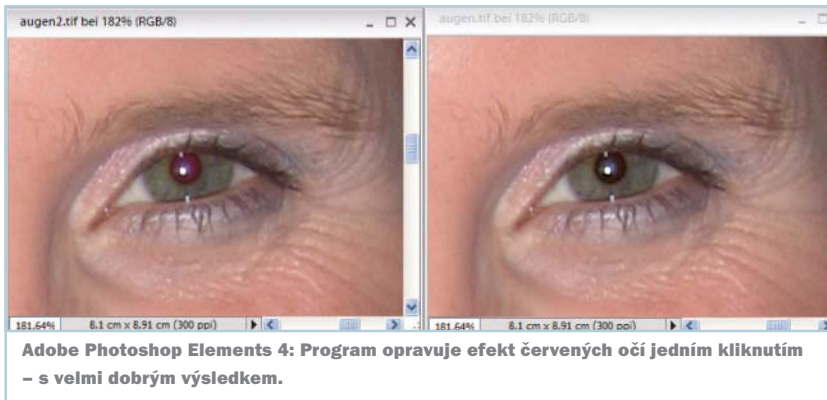 augen2.tif bei 182% (RGB/8)
augen.tif bei 182% (RGB/8)
181.64% 8.1 cm x 8.91 cm (300 ppi)
181.64% 8.1 cm x 8.91 cm (300 ppi)
Adobe Photoshop Elements 4: Program opravuje efekt červených očí jedním kliknutím
– s velmi dobrým výsledkem.